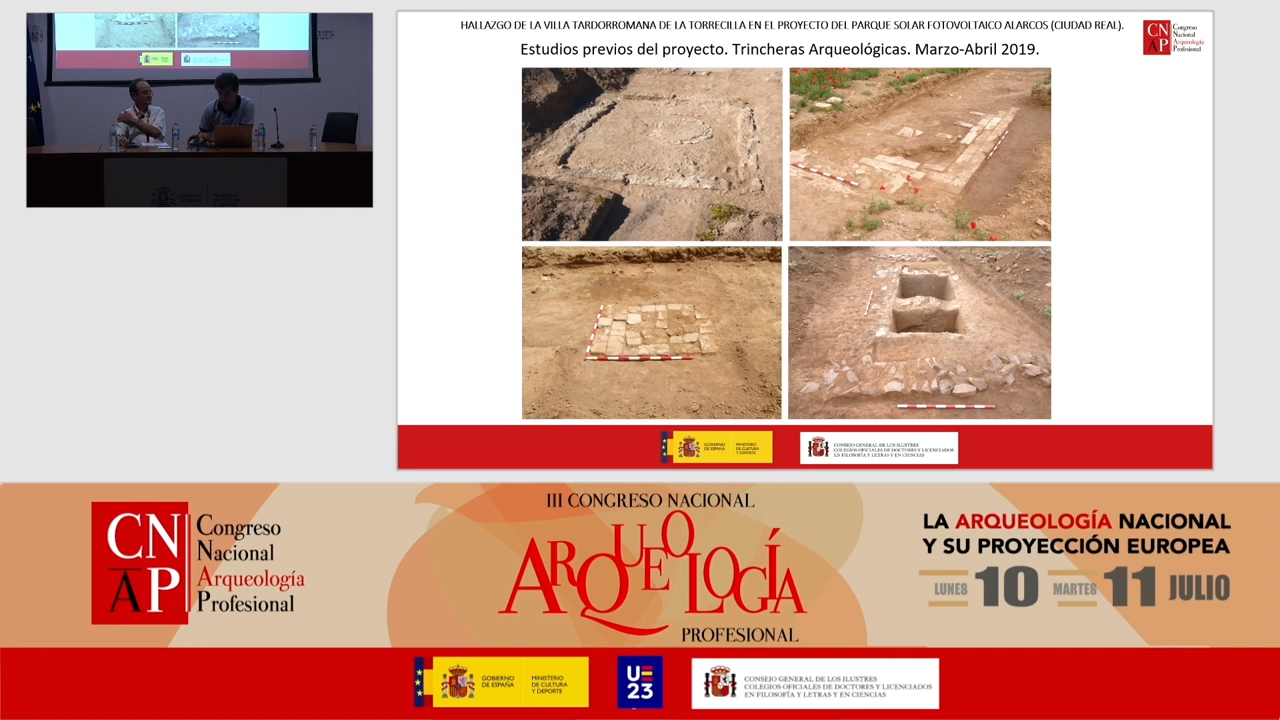 HALLAZGO DE LA VILLA TARDORROMANA DE LA TORRECILLA EN EL PROYECTO DEL PARQUE SOLAR FOTOVOLTAICO ALARCOS (CIUDAD REAL).
Estudios previos del proyecto. Trincheras Arqueológicas. Marzo-Abril 2019.
CN
AP
Congreso
Nacional
Arqueología
Profesional
GOBIERNO
DE ESPAÑA
MINISTERIO
DE CULTURA
Y DEPORTE
CONSEJO GENERAL DE LOS ILUSTRES
COLEGIOS OFICIALES DE DOCTORES Y LICENCIADOS
EN FILOSOFÍA Y LETRAS Y EN CIENCIAS
CN
AP
Congreso
Nacional
Arqueología
Profesional
III CONGRESO NACIONAL
ARQUEOLOGÍA
PROFESIONAL
LA ARQUEOLOGÍA NACIONAL
Y SU PROYECCIÓN EUROPEA
LUNES 10 MARTES 11 JULIO
GOBIERNO
DE ESPAÑA
MINISTERIO
DE CULTURA
Y DEPORTE
UE
23
CONSEJO GENERAL DE LOS ILUSTRES
COLEGIOS OFICIALES DE DOCTORES Y LICENCIADOS
EN FILOSOFÍA Y LETRAS Y EN CIENCIAS